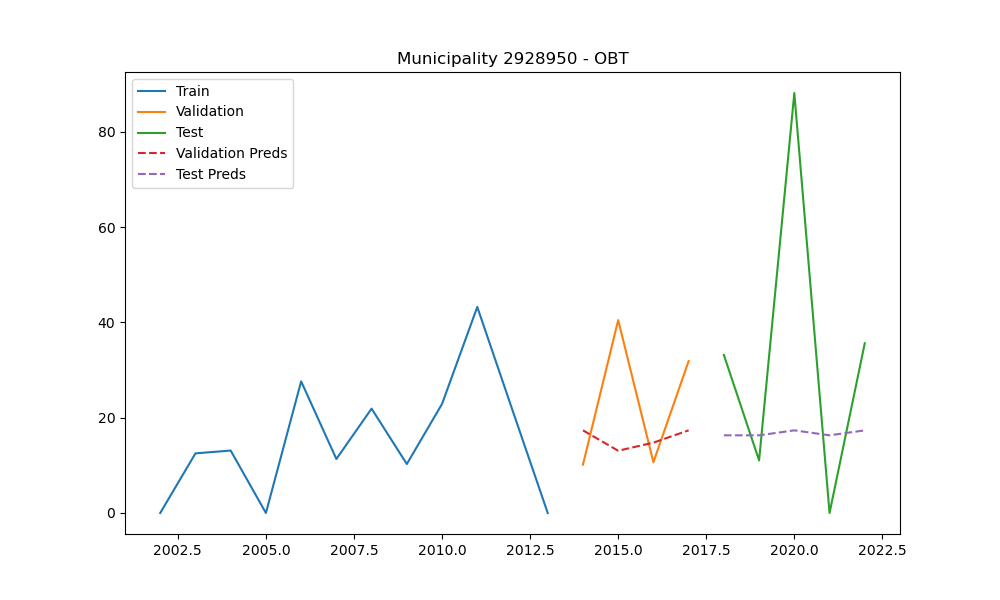 Municipality 2928950 - OBT
Train
Validation
Test
Validation Preds
Test Preds
80
60
40
20
0
2002.5 2005.0 2007.5 2010.0 2012.5 2015.0 2017.5 2020.0 2022.5